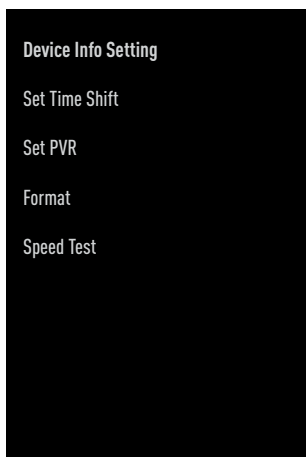 Device Info Setting
Set Time Shift
Set PVR
Format
Speed Test